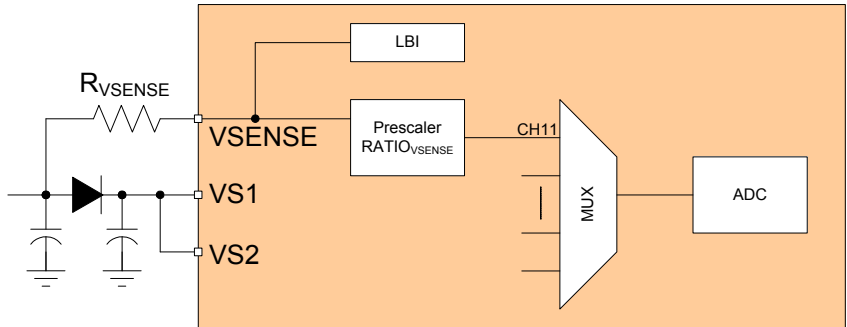 LBI
RVSENSE
VSENSE
Prescaler
RATIOVSENSE
CH11
MUX
ADC
VS1
VS2